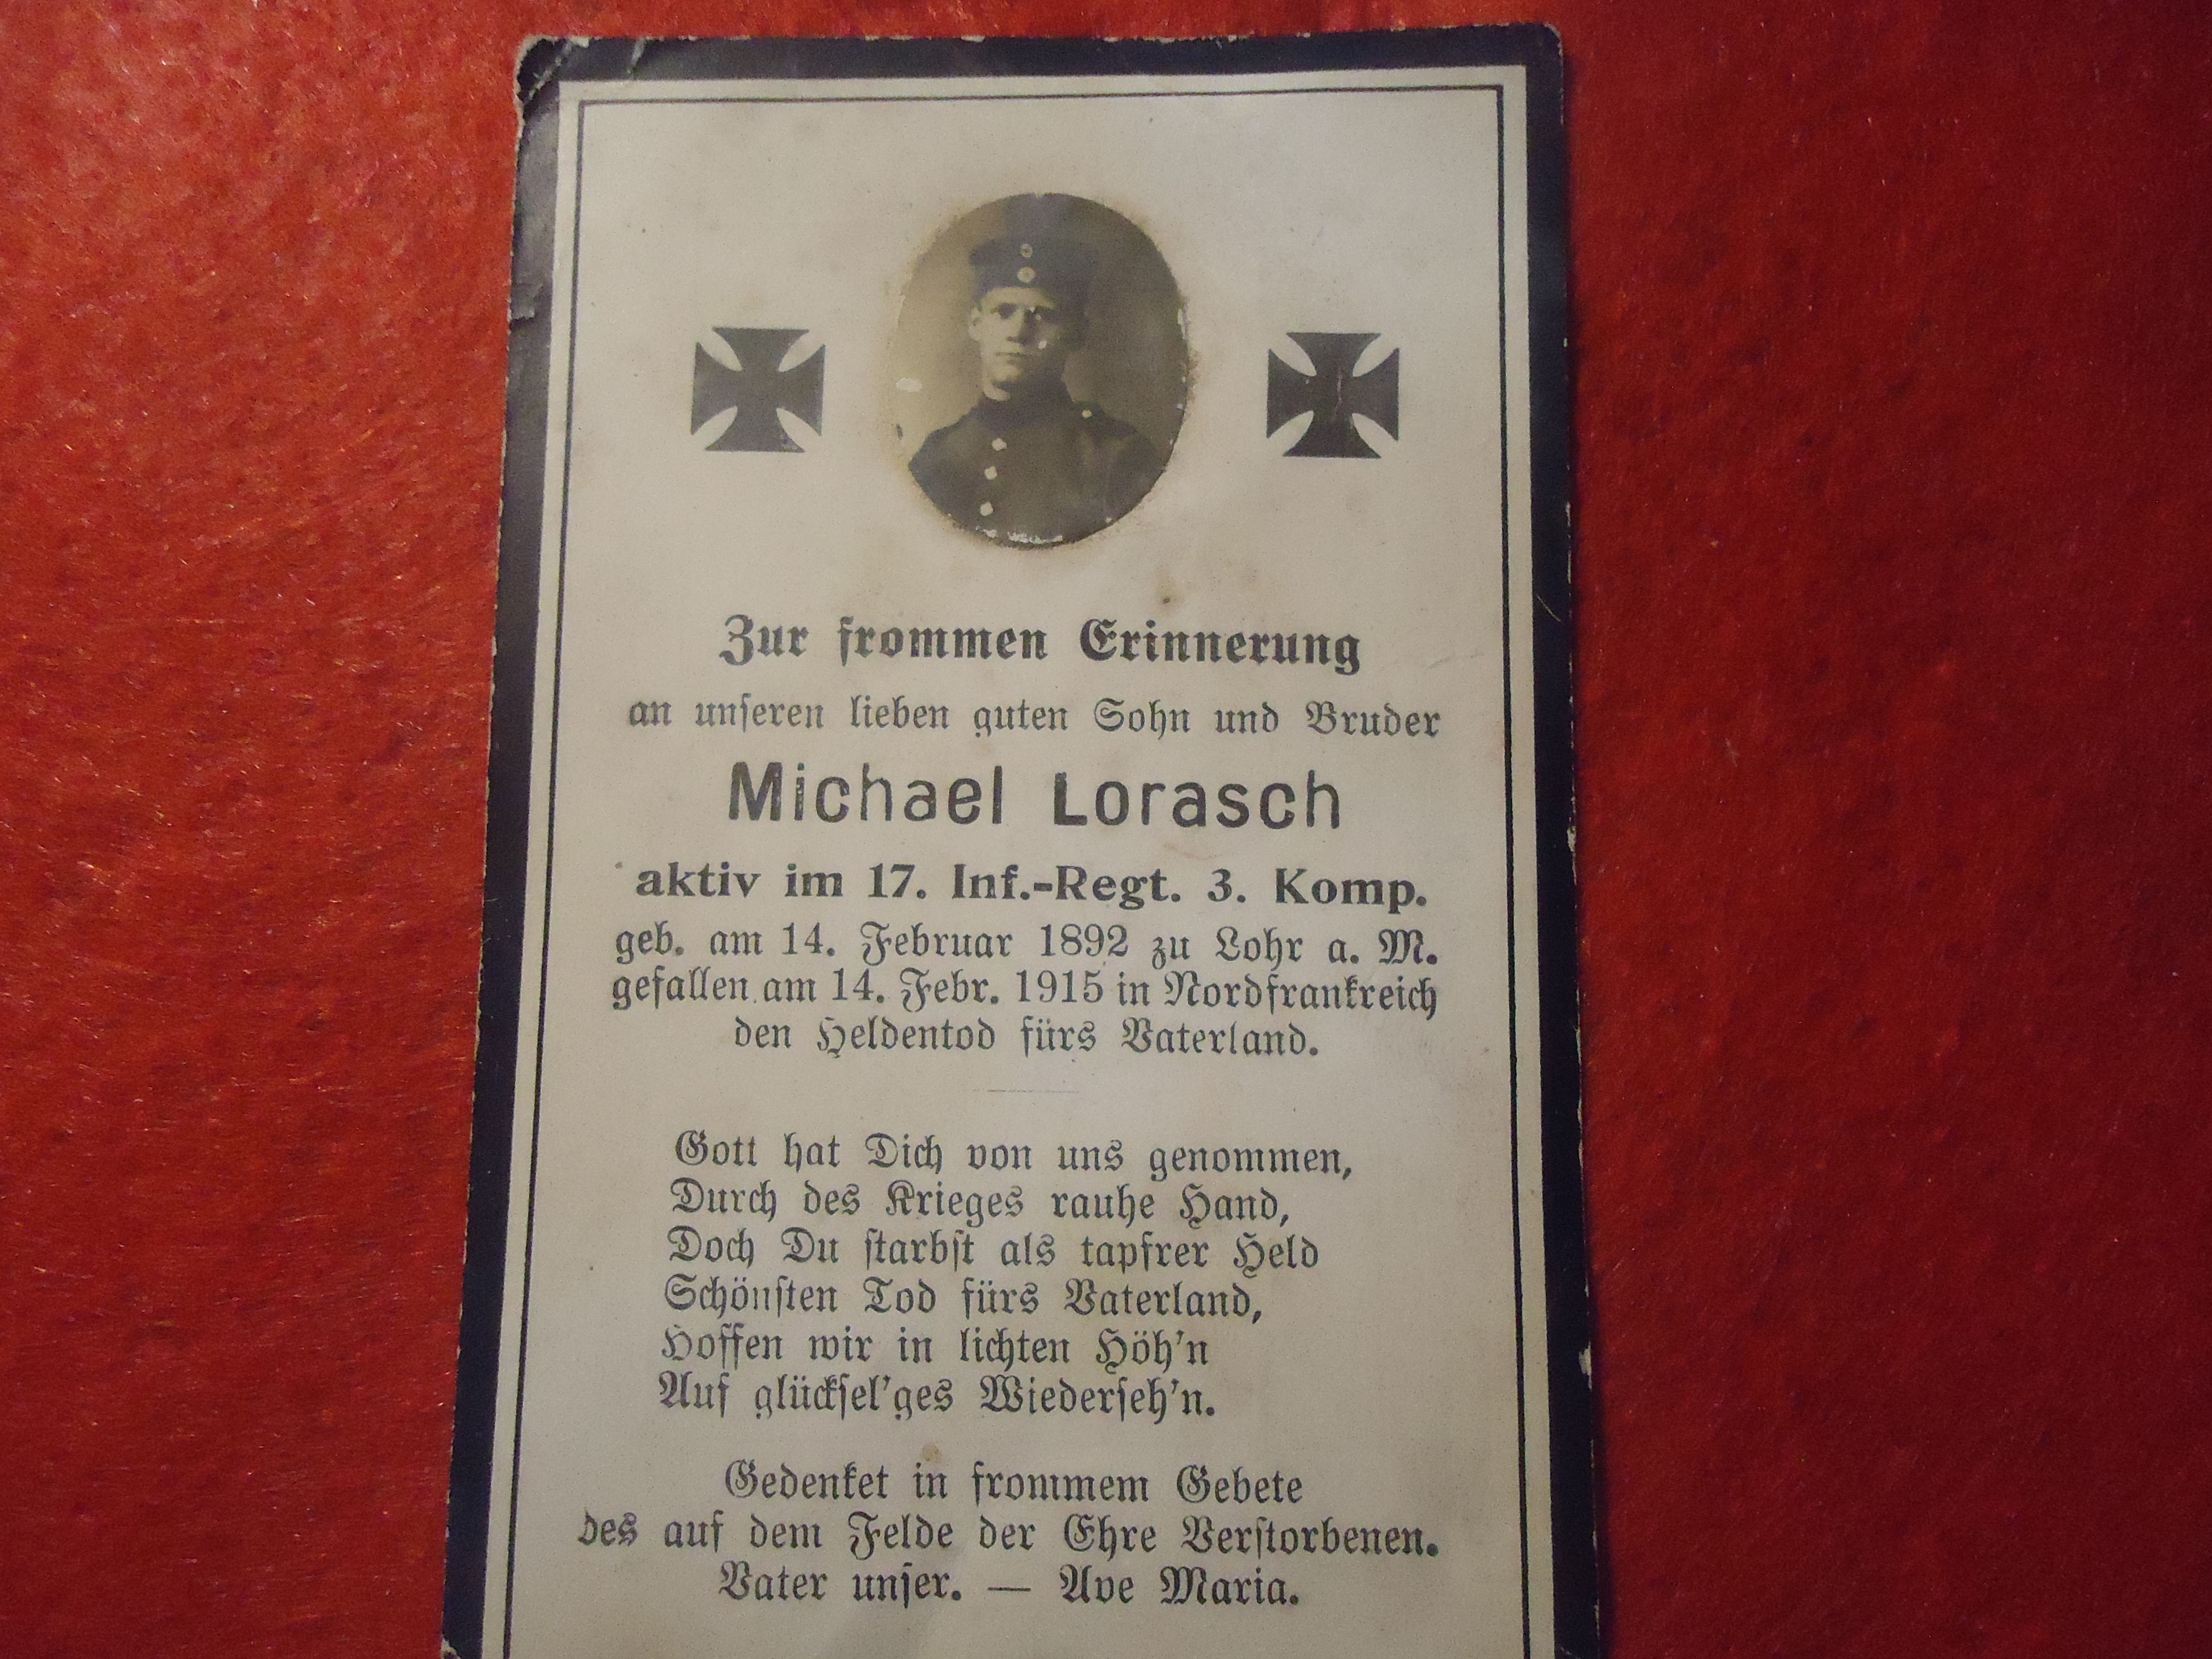 Zur frommen Erinnerung
an unseren lieben guten Sohn und Bruder
Michael Lorasch
aktiv im 17. Inf.-Regt. 3. Komp.
geb. am 14. Februar 1892 zu Lohr a. M.
gefallen am 14. Febr. 1915 in Nordfrankreich
den Heldentod fürs Vaterland.
Gott hat Dich von uns genommen,
Durch des Krieges rauhe Hand,
Doch Du starbst als tapfrer Held
Schönsten Tod fürs Vaterland,
Hoffen wir in lichten Höh'n
Auf glücksel'ges Wiederseh'n.
Gedenket in frommem Gebete
des auf dem Felde der Ehre Verstorbenen.
Vater unser. — Ave Maria.